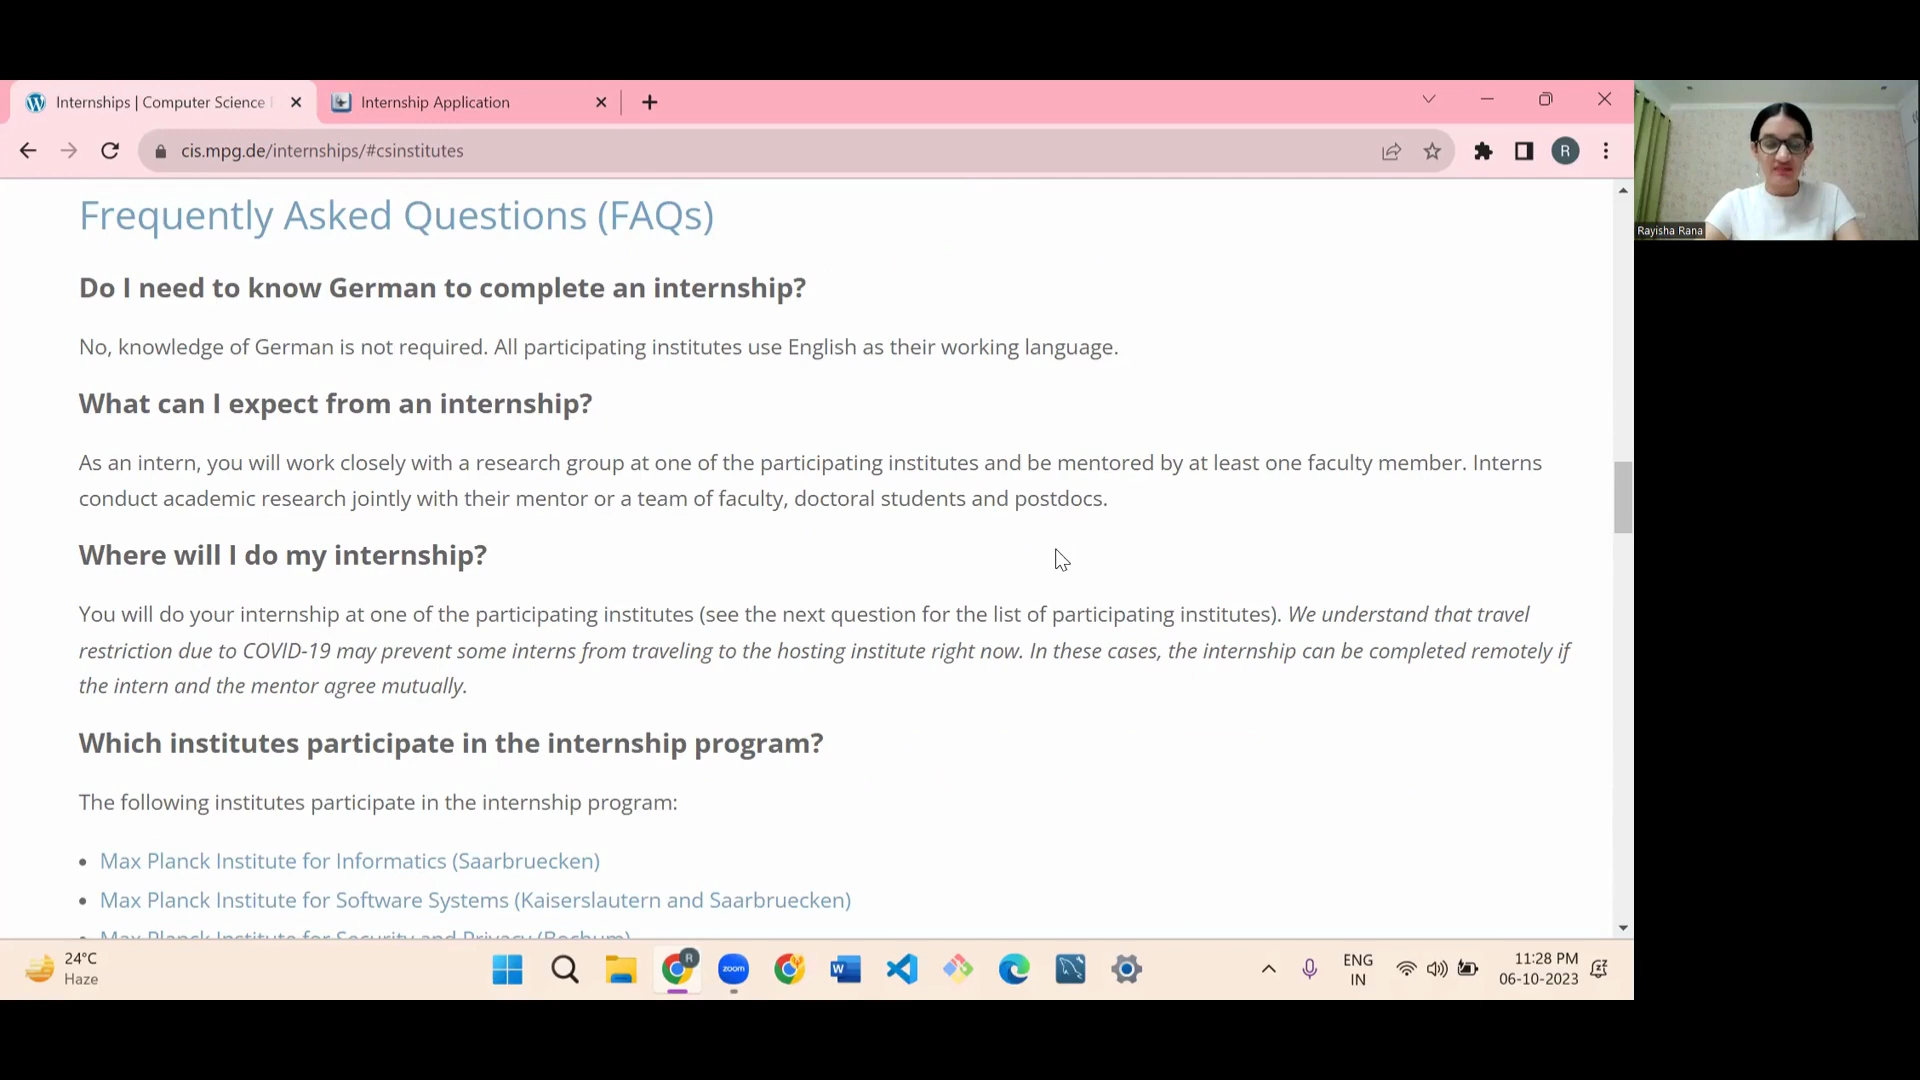 Internships | Computer Science
Internship Application
cis.mpg.de/internships/#csinstitutes
R
Rayisha Rana
Frequently Asked Questions (FAQs)
Do I need to know German to complete an internship?
No, knowledge of German is not required. All participating institutes use English as their working language.
What can I expect from an internship?
As an intern, you will work closely with a research group at one of the participating institutes and be mentored by at least one faculty member. Interns
conduct academic research jointly with their mentor or a team of faculty, doctoral students and postdocs.
Where will I do my internship?
You will do your internship at one of the participating institutes (see the next question for the list of participating institutes). We understand that travel
restriction due to COVID-19 may prevent some interns from traveling to the hosting institute right now. In these cases, the internship can be completed remotely if
the intern and the mentor agree mutually.
Which institutes participate in the internship program?
The following institutes participate in the internship program:
• Max Planck Institute for Informatics (Saarbruecken)
• Max Planck Institute for Software Systems (Kaiserslautern and Saarbruecken)
• Max Planck Institute for Security and Privacy (Bochum)
24°C
Haze
R
zoom
W
ENG
IN
11:28 PM
06-10-2023